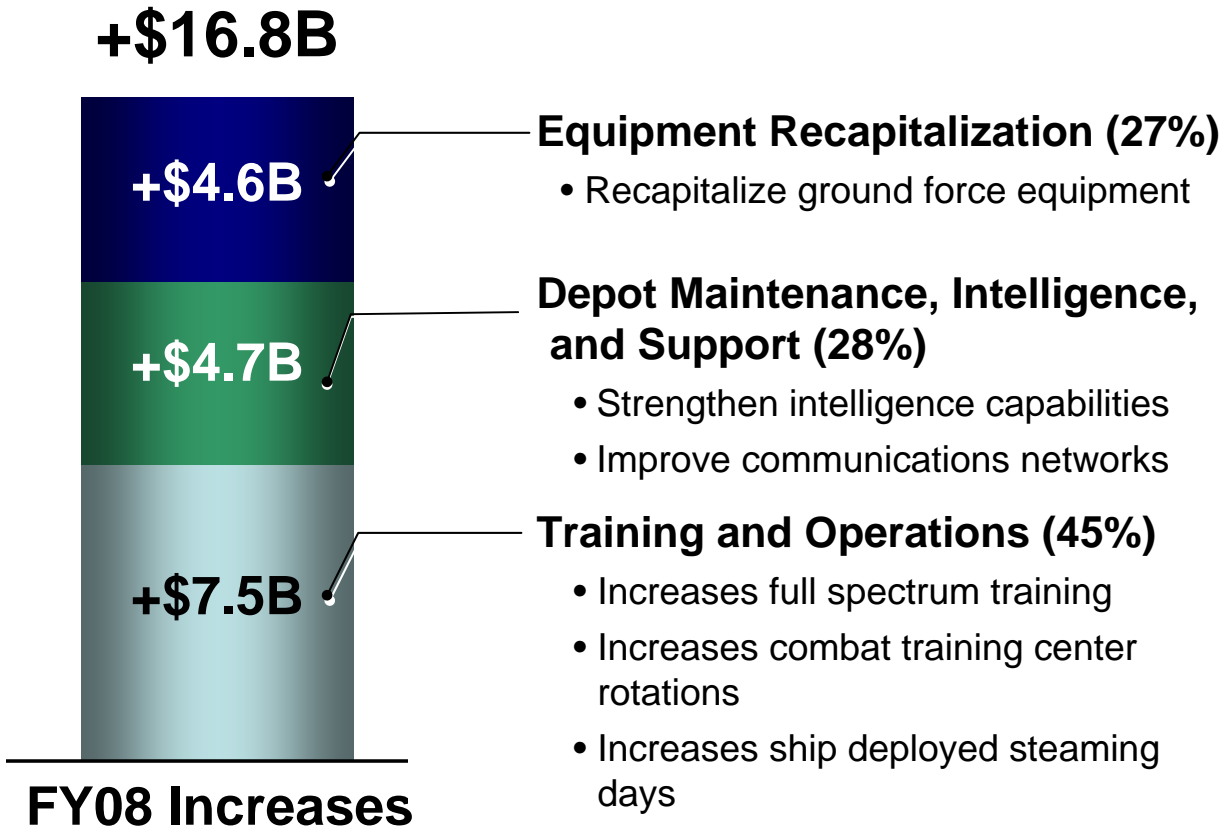 +$16.8B
+$4.6B
Equipment Recapitalization (27%)
• Recapitalize ground force equipment
+$4.7B
Depot Maintenance, Intelligence,
and Support (28%)
• Strengthen intelligence capabilities
• Improve communications networks
+$7.5B
Training and Operations (45%)
• Increases full spectrum training
• Increases combat training center
rotations
• Increases ship deployed steaming
days
FY08 Increases